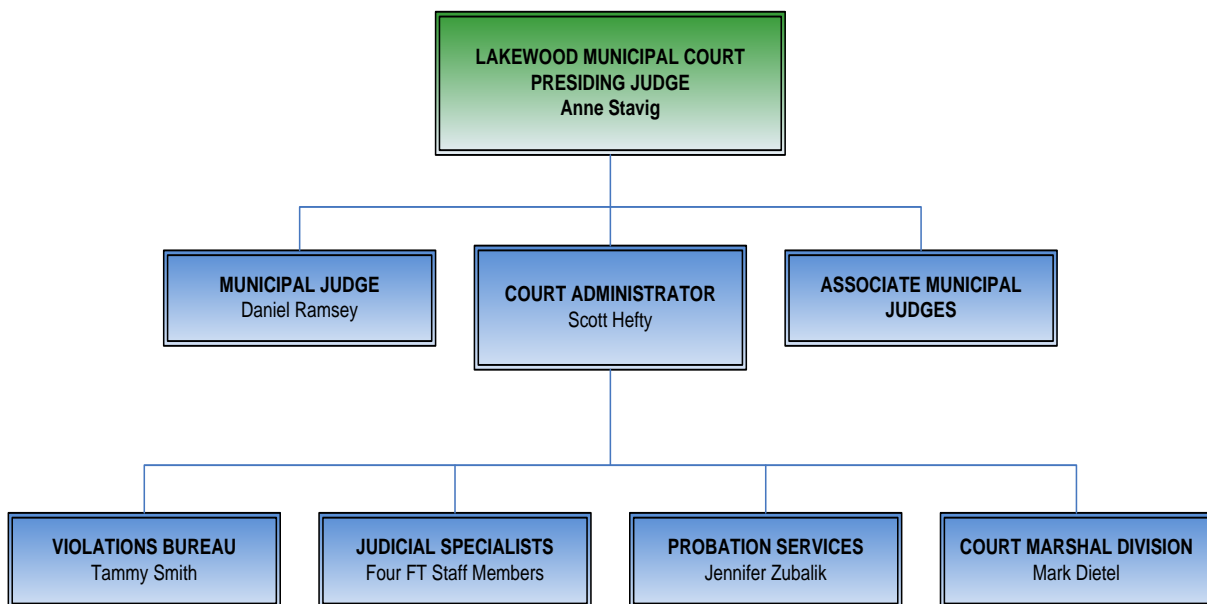 LAKEWOOD MUNICIPAL COURT
PRESIDING JUDGE
Anne Stavig
MUNICIPAL JUDGE
Daniel Ramsey
COURT ADMINISTRATOR
Scott Hefty
ASSOCIATE MUNICIPAL
JUDGES
VIOLATIONS BUREAU
Tammy Smith
JUDICIAL SPECIALISTS
Four FT Staff Members
PROBATION SERVICES
Jennifer Zubalik
COURT MARSHAL DIVISION
Mark Dietel